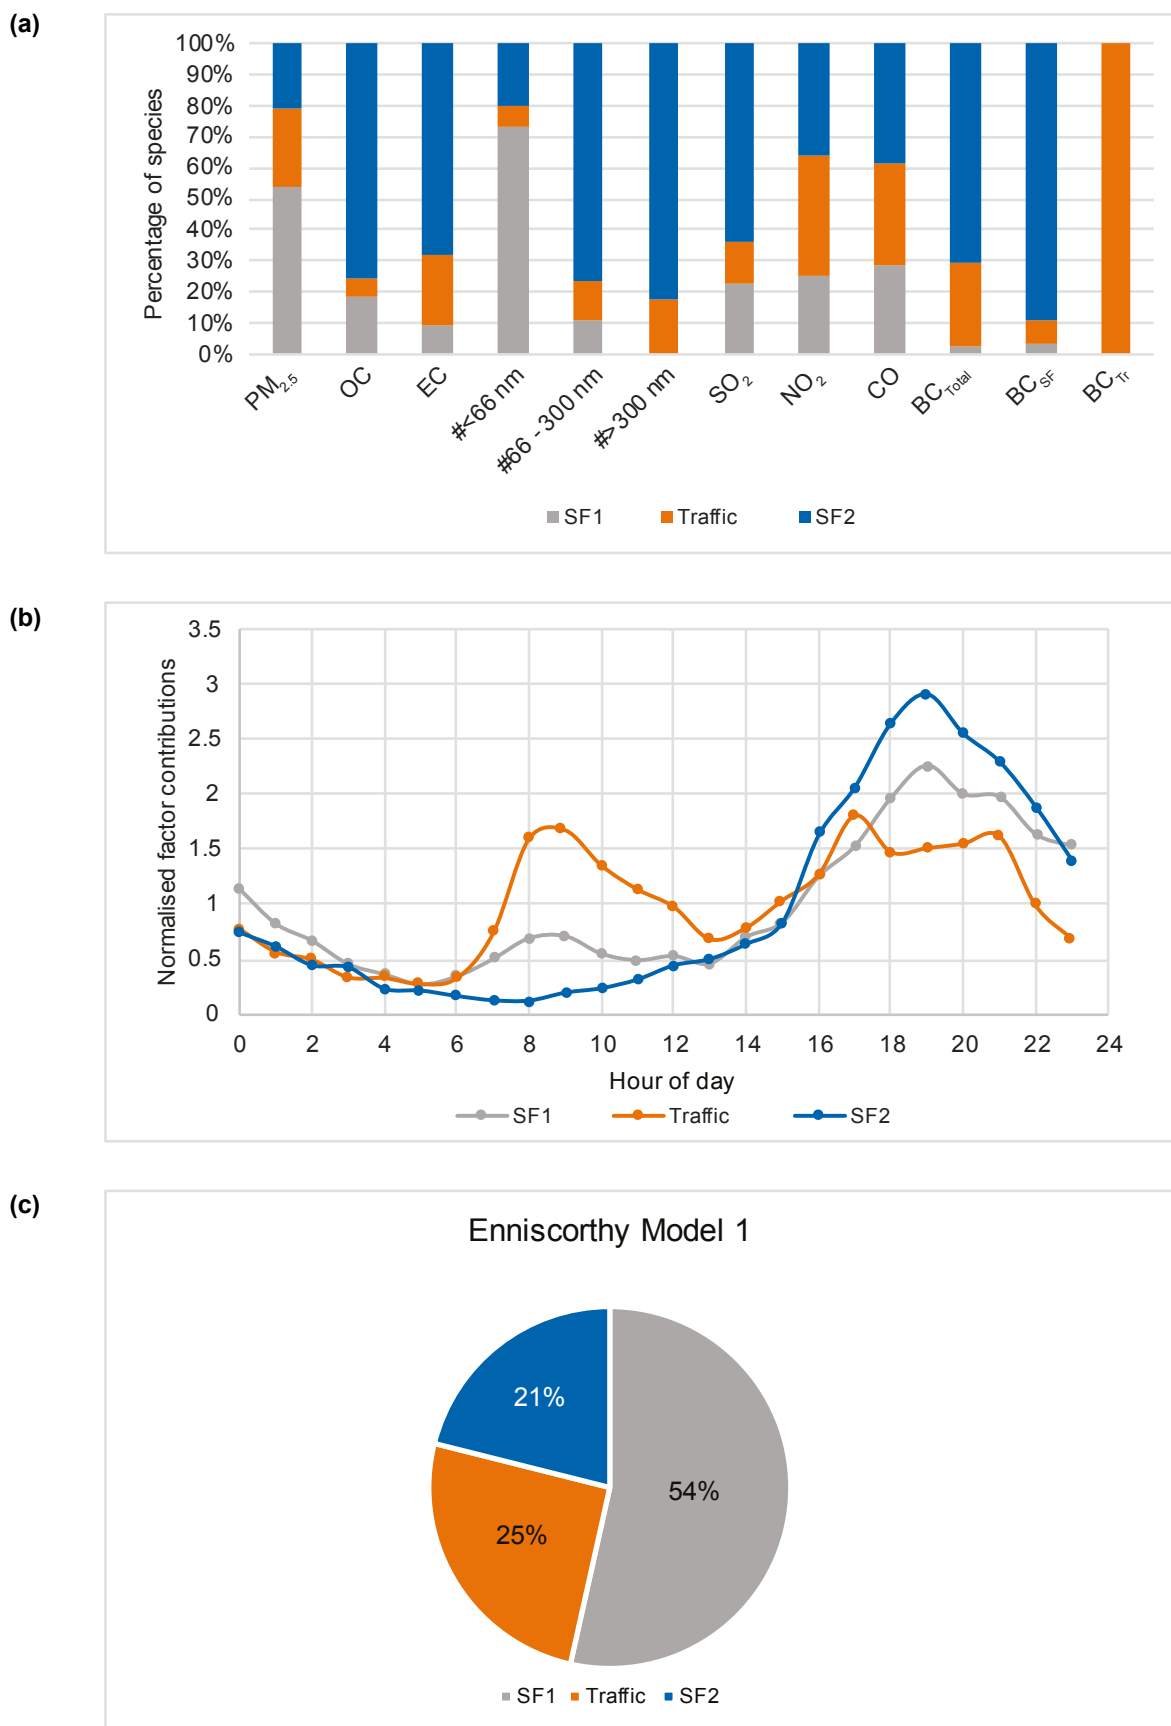 (a)
100%
90%
80%
70%
60%
50%
40%
30%
20%
10%
0%
Percentage of species
PM2.5
OC
EC
#<66 nm
#66 - 300 nm
#>300 nm
SO2
NO2
CO
BCTotal
BCSF
BCTr
SF1 Traffic SF2
(b)
3.5
3
2.5
2
1.5
1
0.5
0
Normalised factor contributions
0 2 4 6 8 10 12 14 16 18 20 22 24
Hour of day
SF1 Traffic SF2
(c)
Enniscorthy Model 1
21%
54%
25%
SF1 Traffic SF2